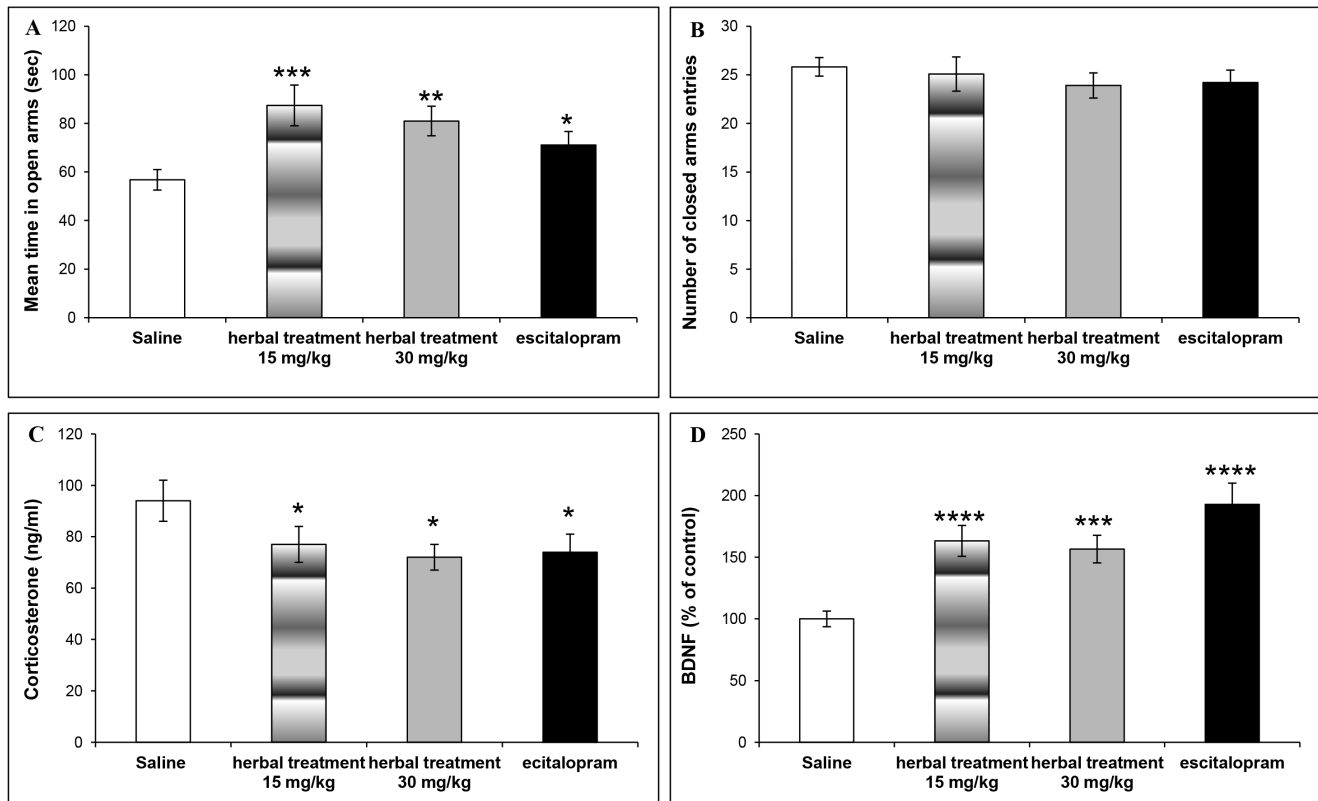 A
Mean time in open arms (sec)
120
100
80
60
40
20
0
***
**
*
Saline
herbal treatment
15 mg/kg
herbal treatment
30 mg/kg
escitalopram
B
Number of closed arms entries
30
25
20
15
10
5
0
Saline
herbal treatment
15 mg/kg
herbal treatment
30 mg/kg
escitalopram
C
Corticosterone (ng/ml)
120
100
80
60
40
20
0
*
*
*
Saline
herbal treatment
15 mg/kg
herbal treatment
30 mg/kg
ecitalopram
D
BDNF (% of control)
250
200
150
100
50
0
****
***
****
Saline
herbal treatment
15 mg/kg
herbal treatment
30 mg/kg
escitalopram